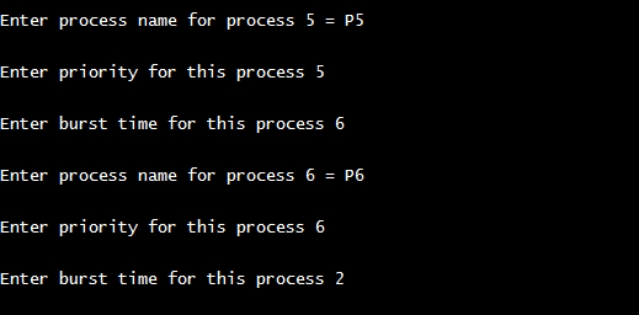 Enter process name for process 5 = P5
Enter priority for this process 5
Enter burst time for this process 6
Enter process name for process 6 = P6
Enter priority for this process 6
Enter burst time for this process 2